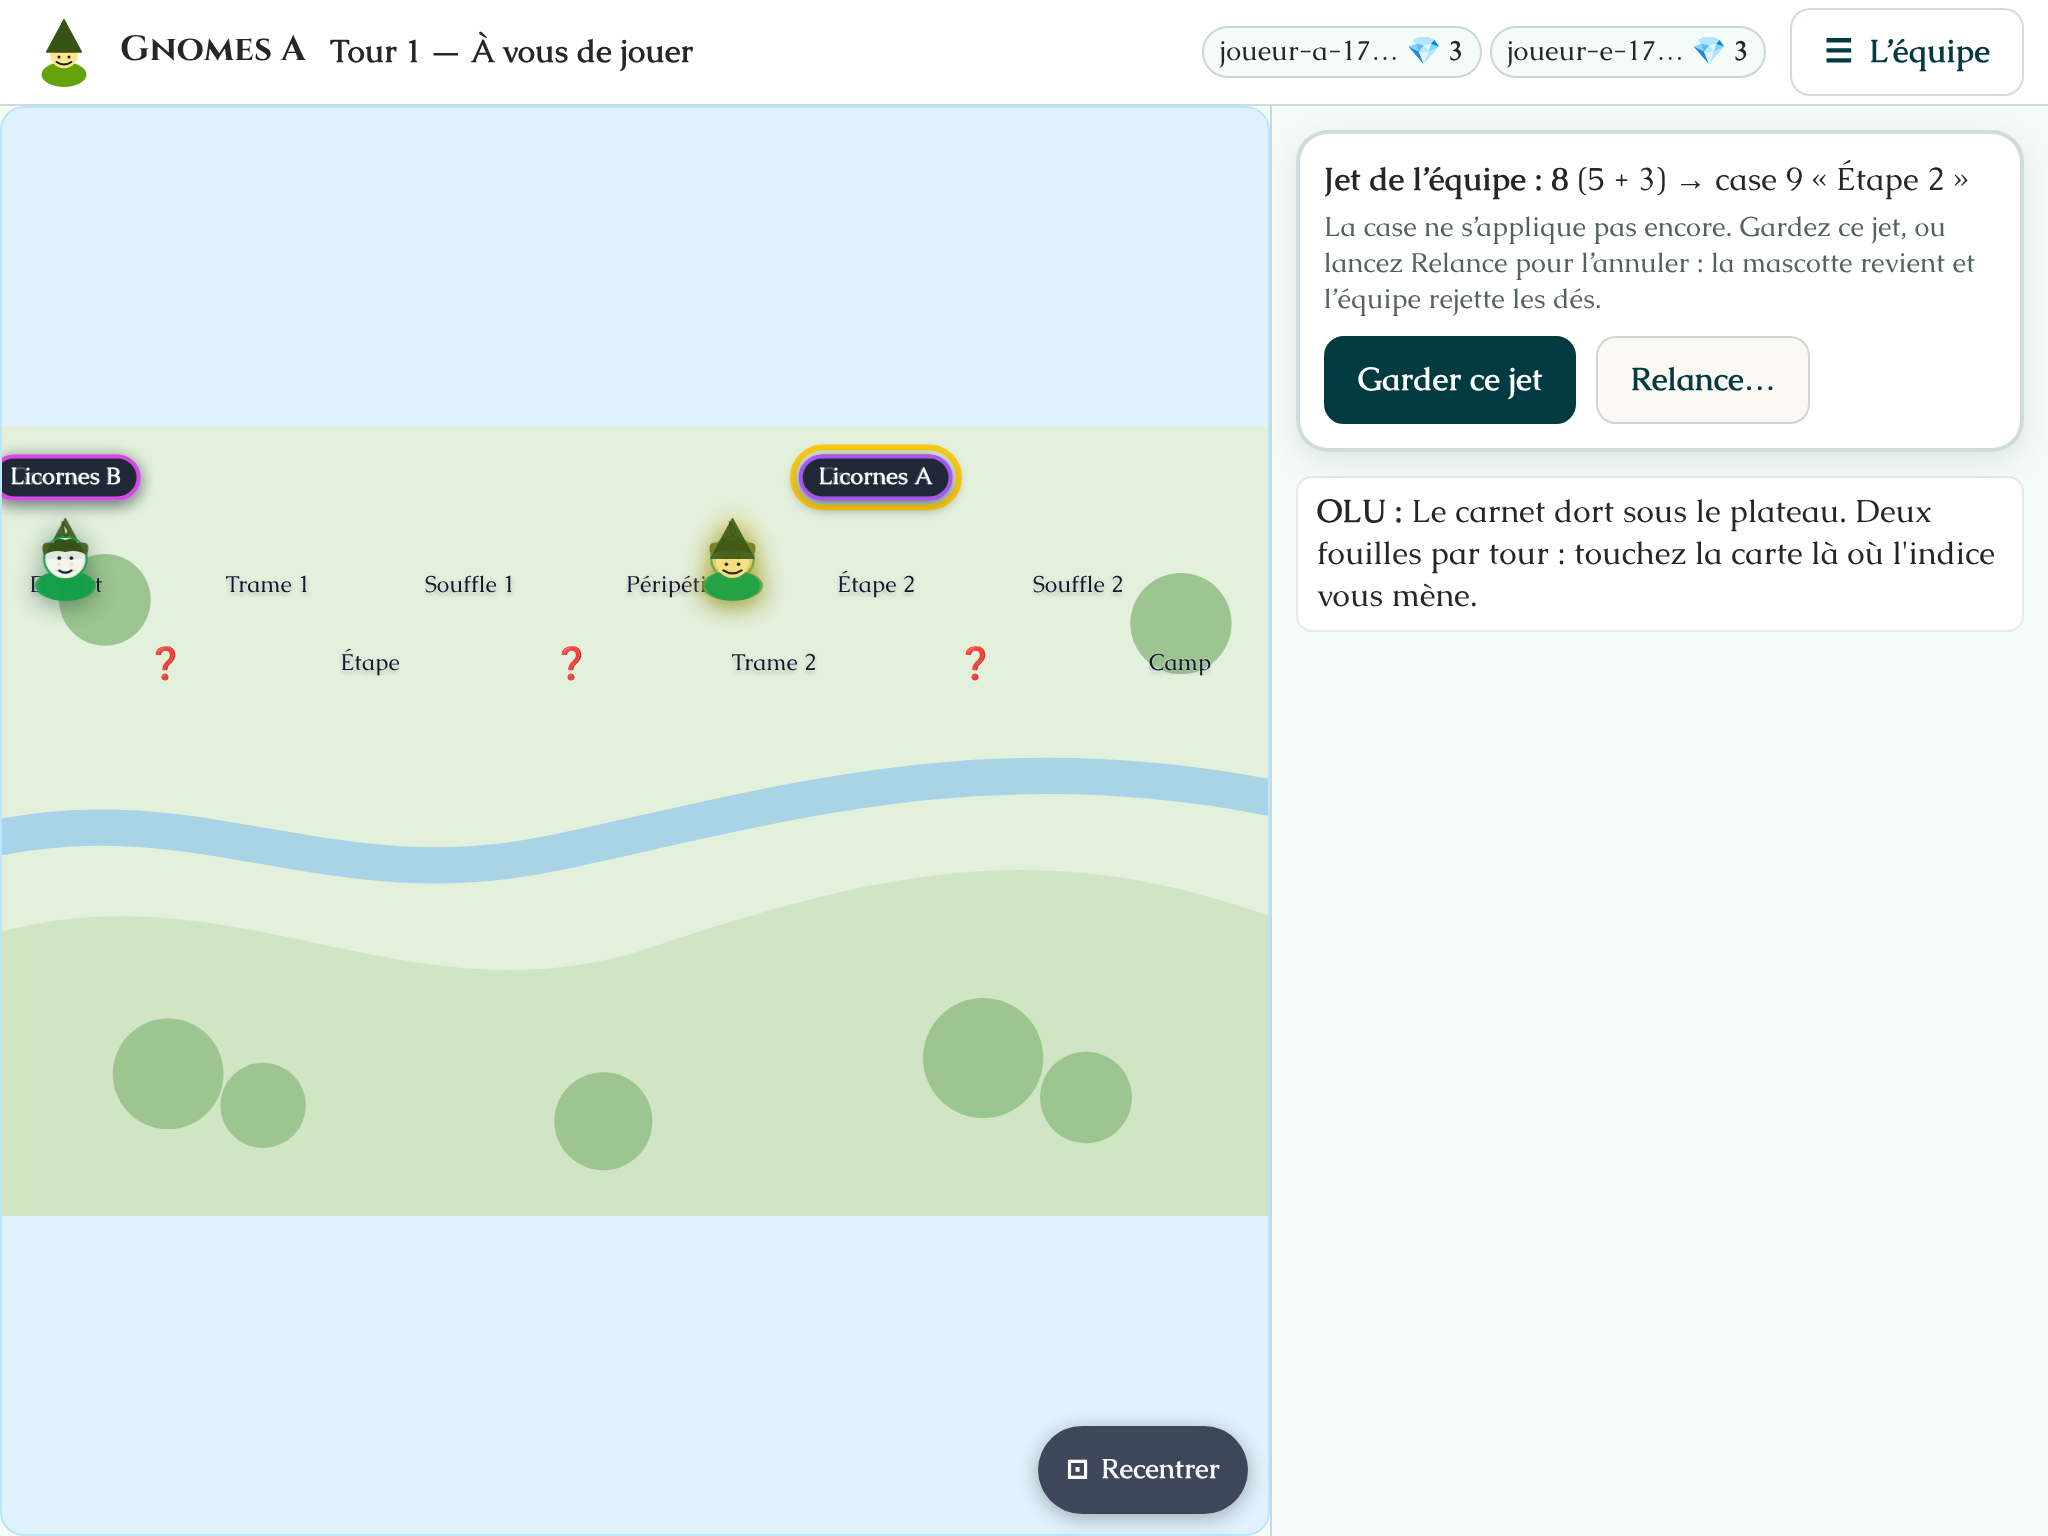 GNOMES A Tour 1 — À vous de jouer
joueur-a-17… 3
joueur-e-17… 3
☰ L’équipe
Licornes B
Licornes A
Trame 1
Souffle 1
Étape 2
Souffle 2
❓
Étape
❓
Trame 2
❓
Camp
Recentrer
Jet de l’équipe : 8 (5 + 3) → case 9 « Étape 2 »
La case ne s’applique pas encore. Gardez ce jet, ou
lancez Relance pour l’annuler : la mascotte revient et
l’équipe rejette les dés.
Garder ce jet
Relance…
OLU : Le carnet dort sous le plateau. Deux
fouilles par tour : touchez la carte là où l'indice
vous mène.